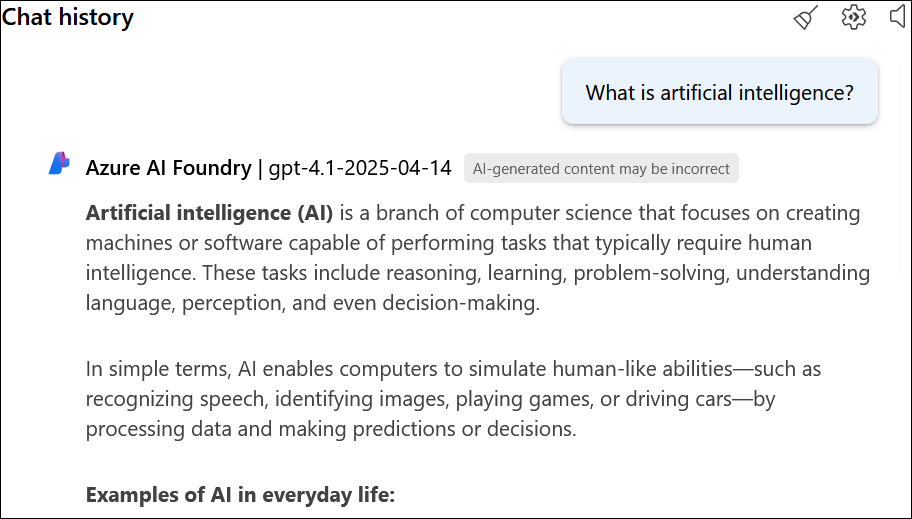 Chat history
What is artificial intelligence?
Azure AI Foundry | gpt-4.1-2025-04-14 AI-generated content may be incorrect
Artificial intelligence (AI) is a branch of computer science that focuses on creating
machines or software capable of performing tasks that typically require human
intelligence. These tasks include reasoning, learning, problem-solving, understanding
language, perception, and even decision-making.
In simple terms, AI enables computers to simulate human-like abilities—such as
recognizing speech, identifying images, playing games, or driving cars—by
processing data and making predictions or decisions.
Examples of AI in everyday life: